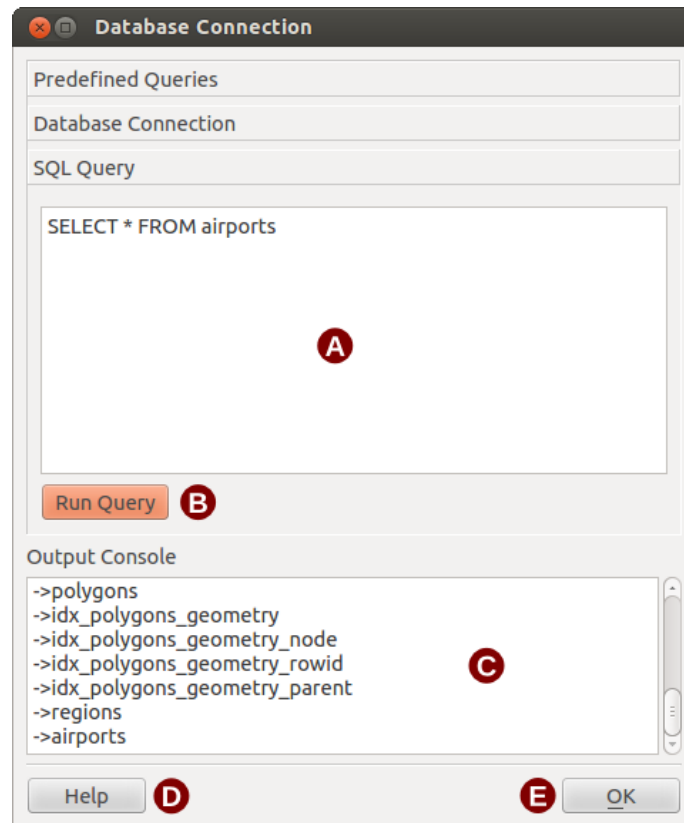 Database Connection
Predefined Queries
Database Connection
SQL Query
SELECT * FROM airports
A
Run Query B
Output Console
->polygons
->idx_polygons_geometry
->idx_polygons_geometry_node
->idx_polygons_geometry_rowid
->idx_polygons_geometry_parent
->regions
->airports
C
Help D E OK